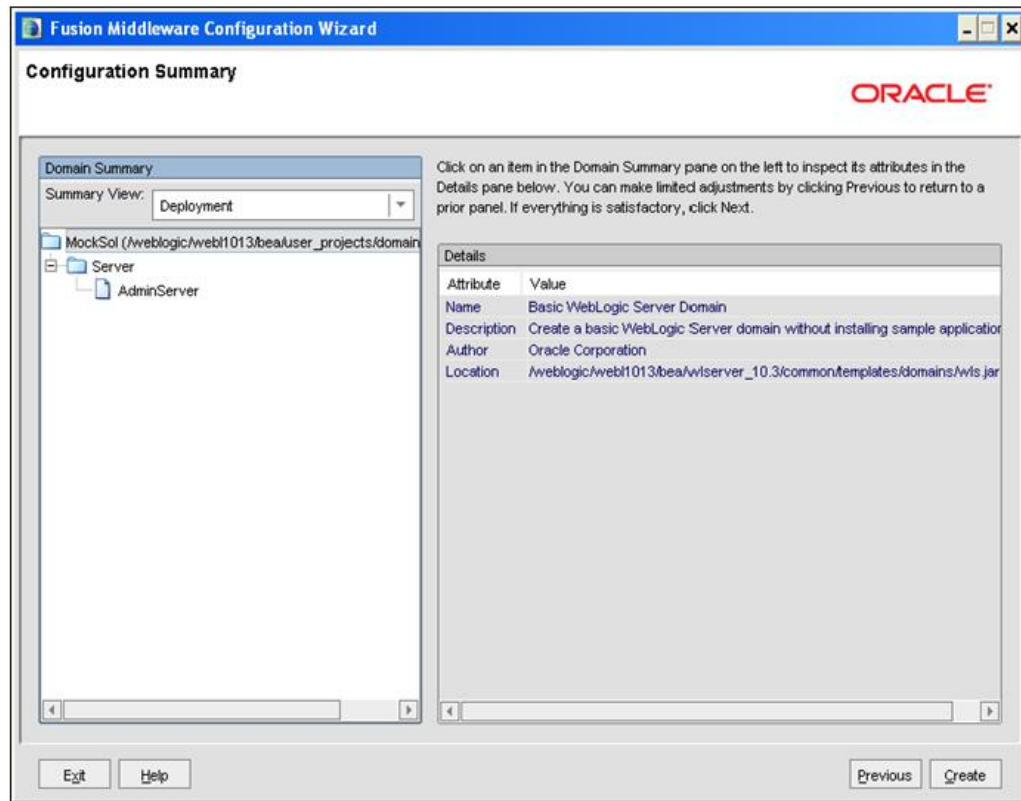 Fusion Middleware Configuration Wizard
Configuration Summary
ORACLE
Domain Summary
Summary View:
Deployment
MockSol (/weblogic/webl1013/bea/user_projects/domain
Server
AdminServer
Click on an item in the Domain Summary pane on the left to inspect its attributes in the
Details pane below. You can make limited adjustments by clicking Previous to return to a
prior panel. If everything is satisfactory, click Next.
Details
Attribute Value
Name Basic WebLogic Server Domain
Description Create a basic WebLogic Server domain without installing sample application
Author Oracle Corporation
Location /weblogic/webl1013/bea/wlserver_10.3/common/templates/domains/wls.jar
Exit Help Previous Create